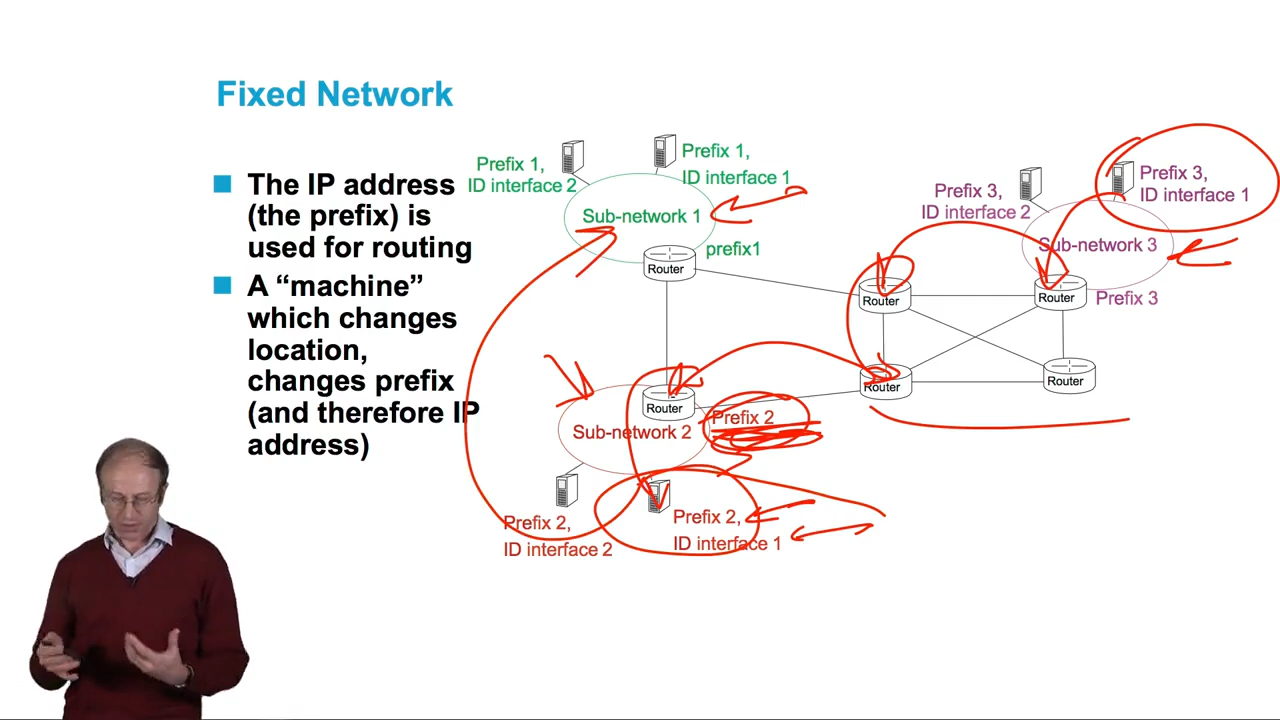 Fixed Network
The IP address
(the prefix) is
used for routing
A “machine”
which changes
location,
changes prefix
(and therefore IP
address)
Prefix 1,
ID interface 2
Prefix 1,
ID interface 1
Sub-network 1
prefix1
Router
Prefix 3,
ID interface 2
Prefix 3,
ID interface 1
Sub-network 3
Router
Router
Prefix 3
Router
Router
Router
Prefix 2
Sub-network 2
Prefix 2,
ID interface 2
Prefix 2,
ID interface 1